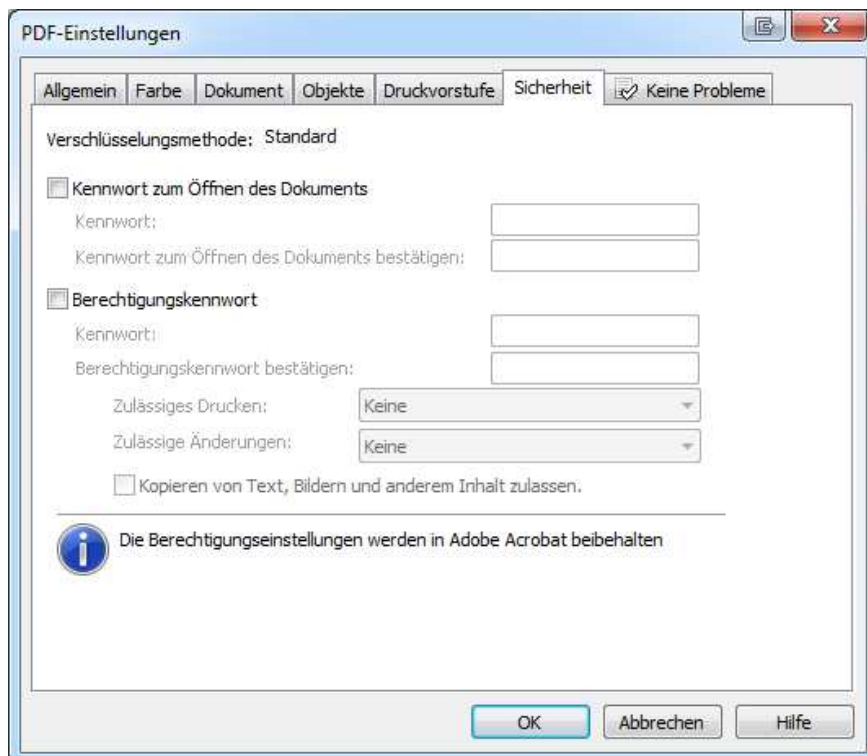 PDF-Einstellungen
Allgemein Farbe Dokument Objekte Druckvorstufe Sicherheit Keine Probleme
Verschlüsselungsmethode: Standard
Kennwort zum Öffnen des Dokuments
Kennwort:
Kennwort zum Öffnen des Dokuments bestätigen:
Berechtigungskennwort
Kennwort:
Berechtigungskennwort bestätigen:
Zulässiges Drucken: Keine
Zulässige Änderungen: Keine
Kopieren von Text, Bildern und anderem Inhalt zulassen.
Die Berechtigungseinstellungen werden in Adobe Acrobat beibehalten
OK Abbrechen Hilfe